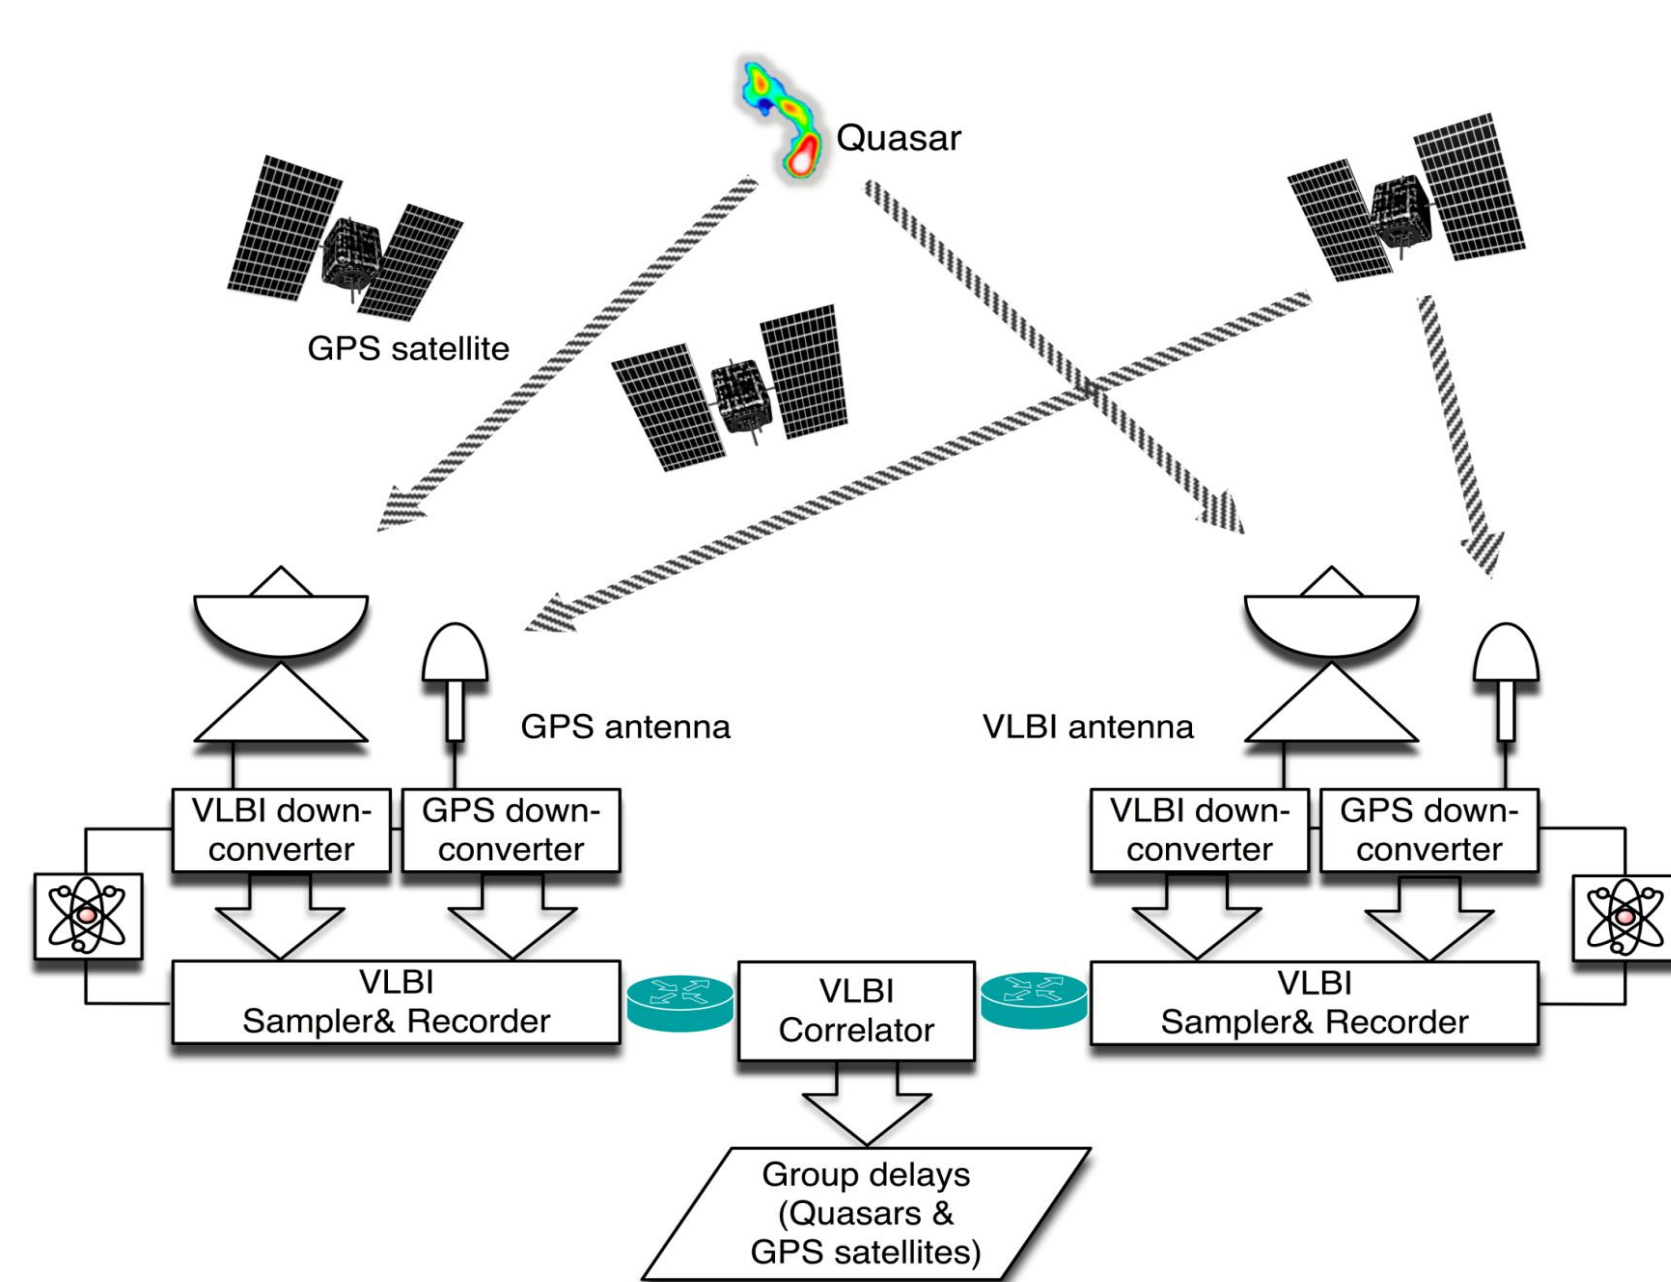 Quasar
GPS satellite
GPS antenna
VLBI antenna
VLBI down-
converter
GPS down-
converter
VLBI down-
converter
GPS down-
converter
VLBI
Sampler& Recorder
VLBI
Correlator
VLBI
Sampler& Recorder
Group delays
(Quasars &
GPS satellites)